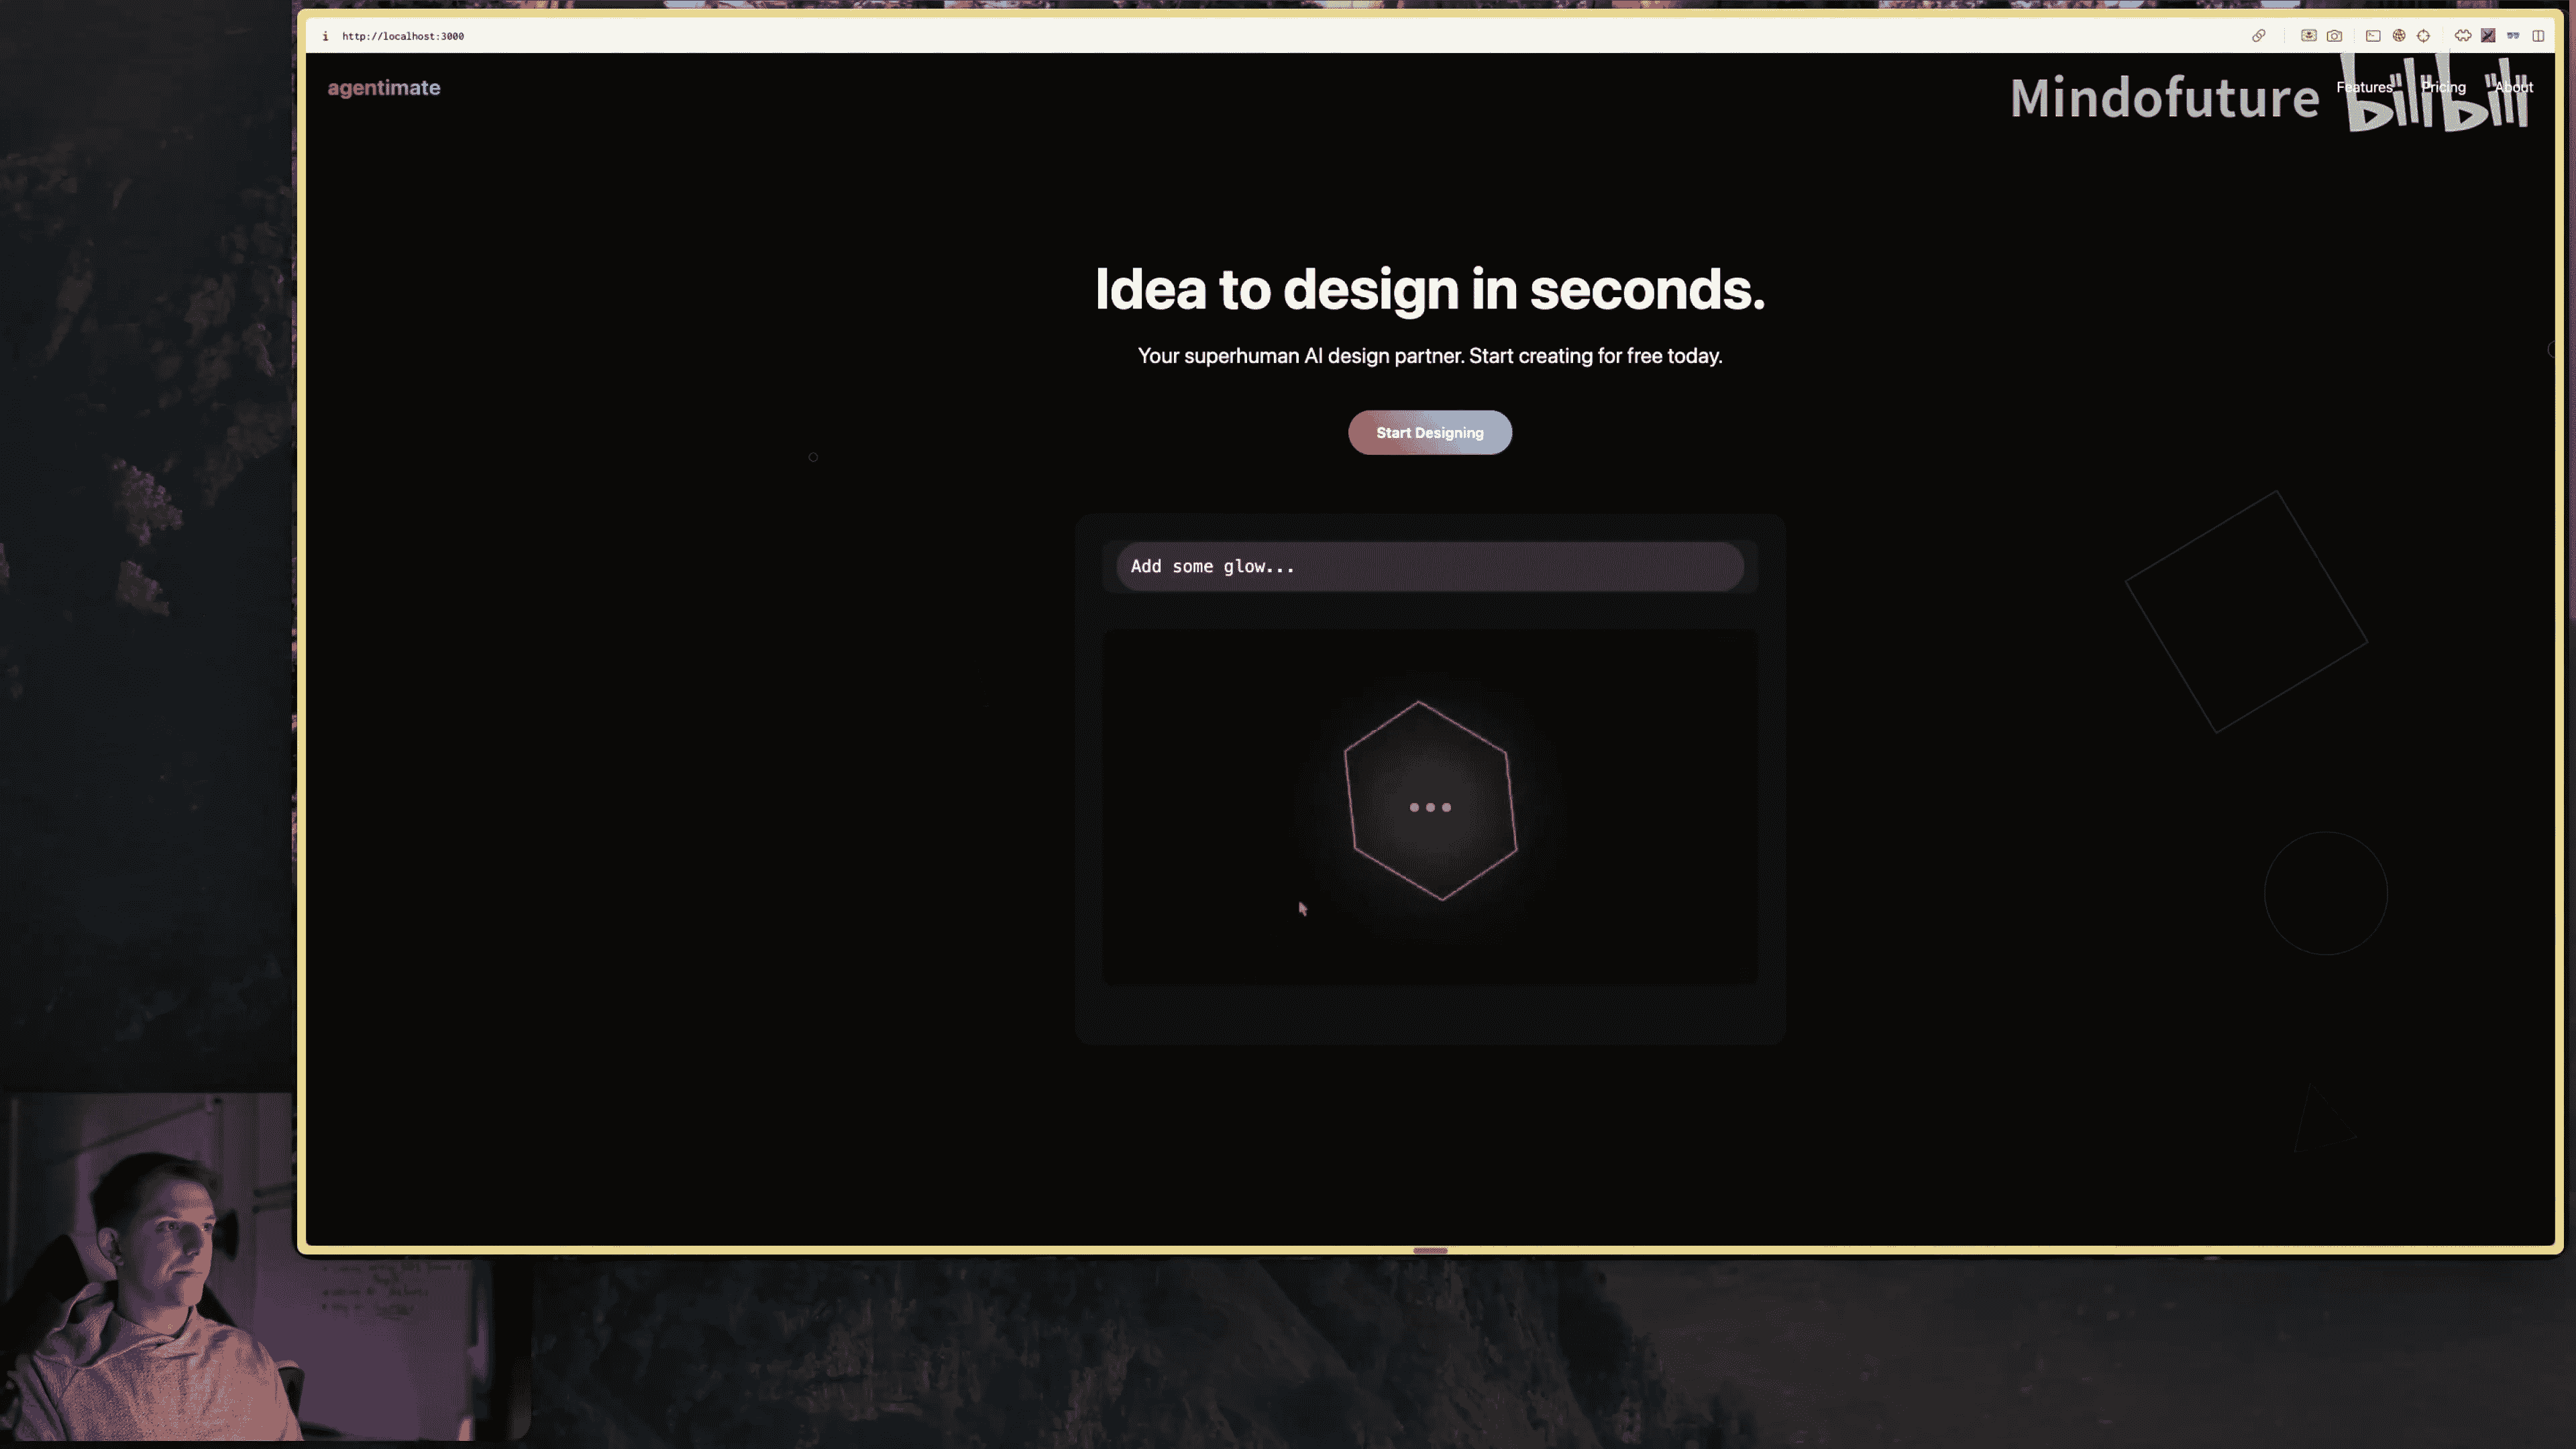 http://localhost:3000
agentimate
Mindofuture bilibili
Features Pricing About
Idea to design in seconds.
Your superhuman AI design partner. Start creating for free today.
Start Designing
Add some glow...